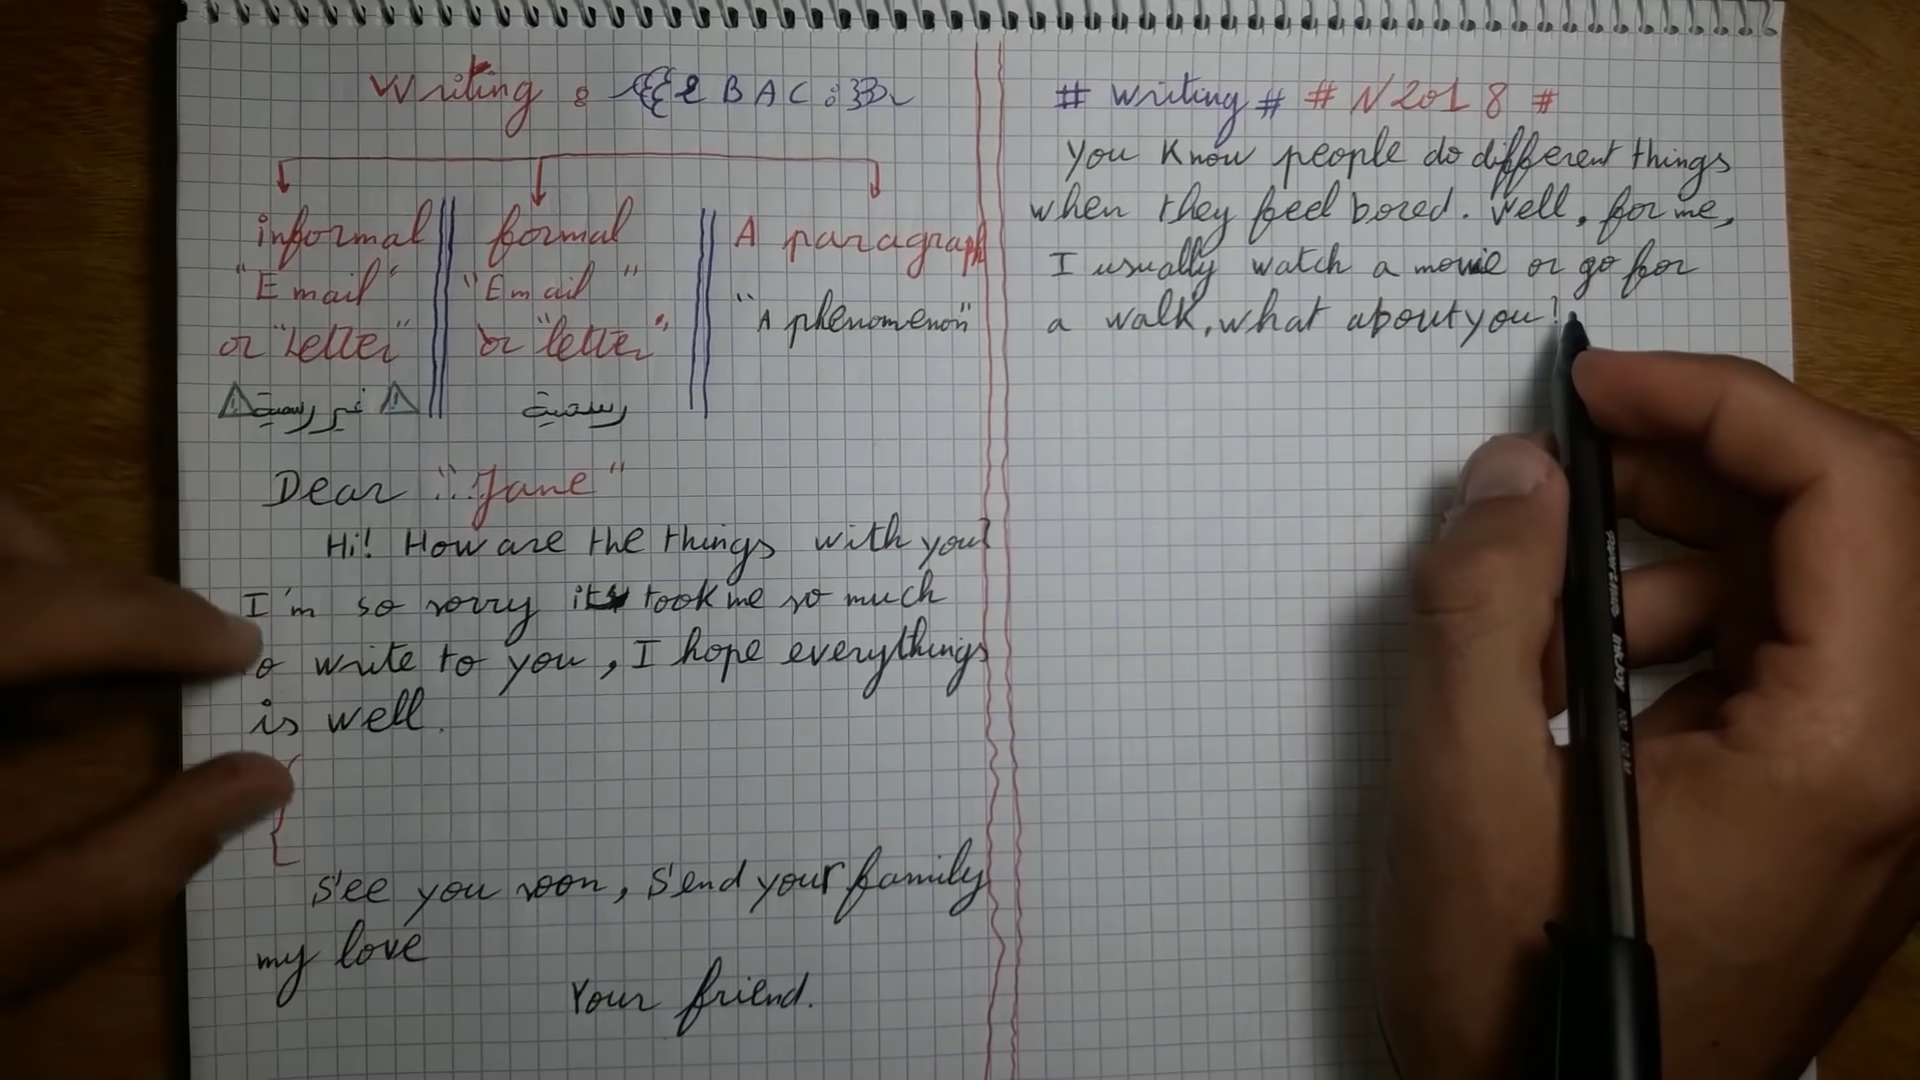 Writing : 2 BAC :
informal
"Email"
or "Letter"
غير رسمية
formal
"Email"
or "letter"
رسمية
A paragraph
"A phenomenon"
Dear "Jane"
Hi! How are the things with you?
I'm so sorry it took me so much
to write to you, I hope everythings
is well.
See you soon, Send your family
my love
Your friend.
# Writing # # N 2018 #
You Know people do different things
when they feel bored. Well, for me,
I usually watch a movie or go for
a walk, what about you?